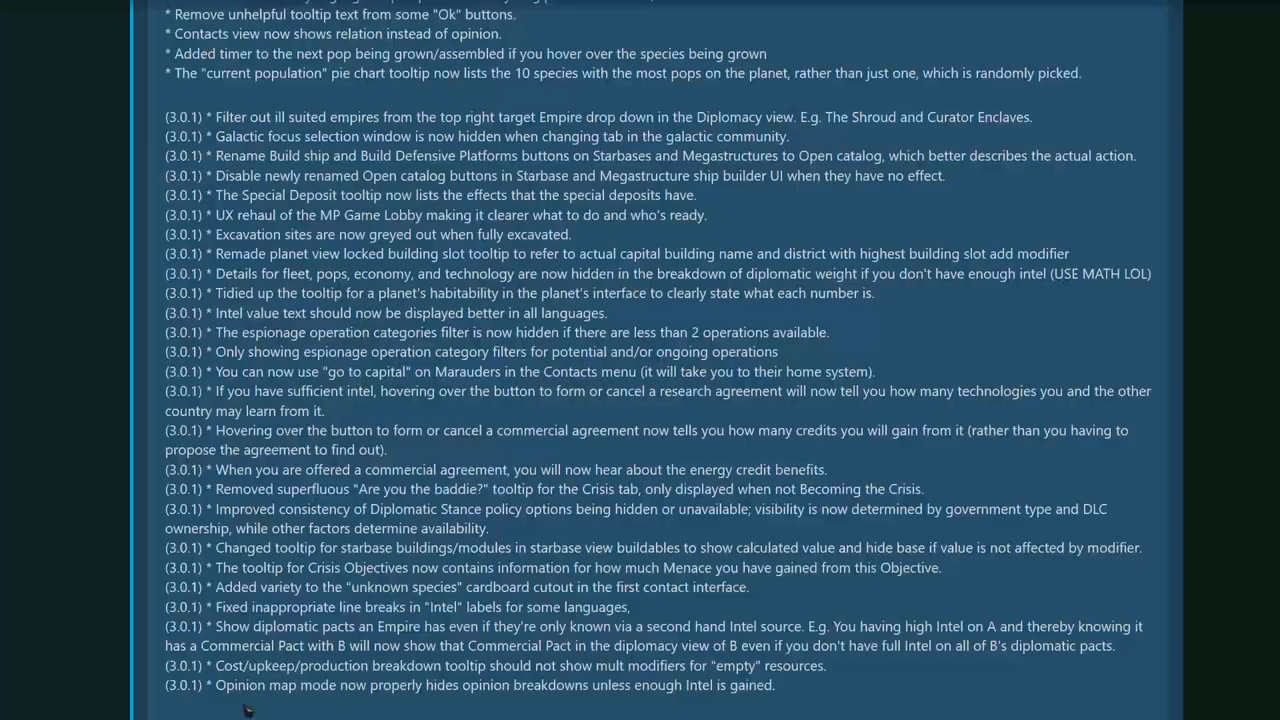 * Remove unhelpful tooltip text from some "Ok" buttons.
* Contacts view now shows relation instead of opinion.
* Added timer to the next pop being grown/assembled if you hover over the species being grown
* The "current population" pie chart tooltip now lists the 10 species with the most pops on the planet, rather than just one, which is randomly picked.
(3.0.1) * Filter out ill suited empires from the top right target Empire drop down in the Diplomacy view. E.g. The Shroud and Curator Enclaves.
(3.0.1) * Galactic focus selection window is now hidden when changing tab in the galactic community.
(3.0.1) * Rename Build ship and Build Defensive Platforms buttons on Starbases and Megastructures to Open catalog, which better describes the actual action.
(3.0.1) * Disable newly renamed Open catalog buttons in Starbase and Megastructure ship builder UI when they have no effect.
(3.0.1) * The Special Deposit tooltip now lists the effects that the special deposits have.
(3.0.1) * UX rehaul of the MP Game Lobby making it clearer what to do and who's ready.
(3.0.1) * Excavation sites are now greyed out when fully excavated.
(3.0.1) * Remade planet view locked building slot tooltip to refer to actual capital building name and district with highest building slot add modifier
(3.0.1) * Details for fleet, pops, economy, and technology are now hidden in the breakdown of diplomatic weight if you don't have enough intel (USE MATH LOL)
(3.0.1) * Tidied up the tooltip for a planet's habitability in the planet's interface to clearly state what each number is.
(3.0.1) * Intel value text should now be displayed better in all languages.
(3.0.1) * The espionage operation categories filter is now hidden if there are less than 2 operations available.
(3.0.1) * Only showing espionage operation category filters for potential and/or ongoing operations
(3.0.1) * You can now use "go to capital" on Marauders in the Contacts menu (it will take you to their home system).
(3.0.1) * If you have sufficient intel, hovering over the button to form or cancel a research agreement will now tell you how many technologies you and the other
country may learn from it.
(3.0.1) * Hovering over the button to form or cancel a commercial agreement now tells you how many credits you will gain from it (rather than you having to
propose the agreement to find out).
(3.0.1) * When you are offered a commercial agreement, you will now hear about the energy credit benefits.
(3.0.1) * Removed superfluous "Are you the baddie?" tooltip for the Crisis tab, only displayed when not Becoming the Crisis.
(3.0.1) * Improved consistency of Diplomatic Stance policy options being hidden or unavailable; visibility is now determined by government type and DLC
ownership, while other factors determine availability.
(3.0.1) * Changed tooltip for starbase buildings/modules in starbase view buildables to show calculated value and hide base if value is not affected by modifier.
(3.0.1) * The tooltip for Crisis Objectives now contains information for how much Menace you have gained from this Objective.
(3.0.1) * Added variety to the "unknown species" cardboard cutout in the first contact interface.
(3.0.1) * Fixed inappropriate line breaks in "Intel" labels for some languages,
(3.0.1) * Show diplomatic pacts an Empire has even if they're only known via a second hand Intel source. E.g. You having high Intel on A and thereby knowing it
has a Commercial Pact with B will now show that Commercial Pact in the diplomacy view of B even if you don't have full Intel on all of B's diplomatic pacts.
(3.0.1) * Cost/upkeep/production breakdown tooltip should not show mult modifiers for "empty" resources.
(3.0.1) * Opinion map mode now properly hides opinion breakdowns unless enough Intel is gained.